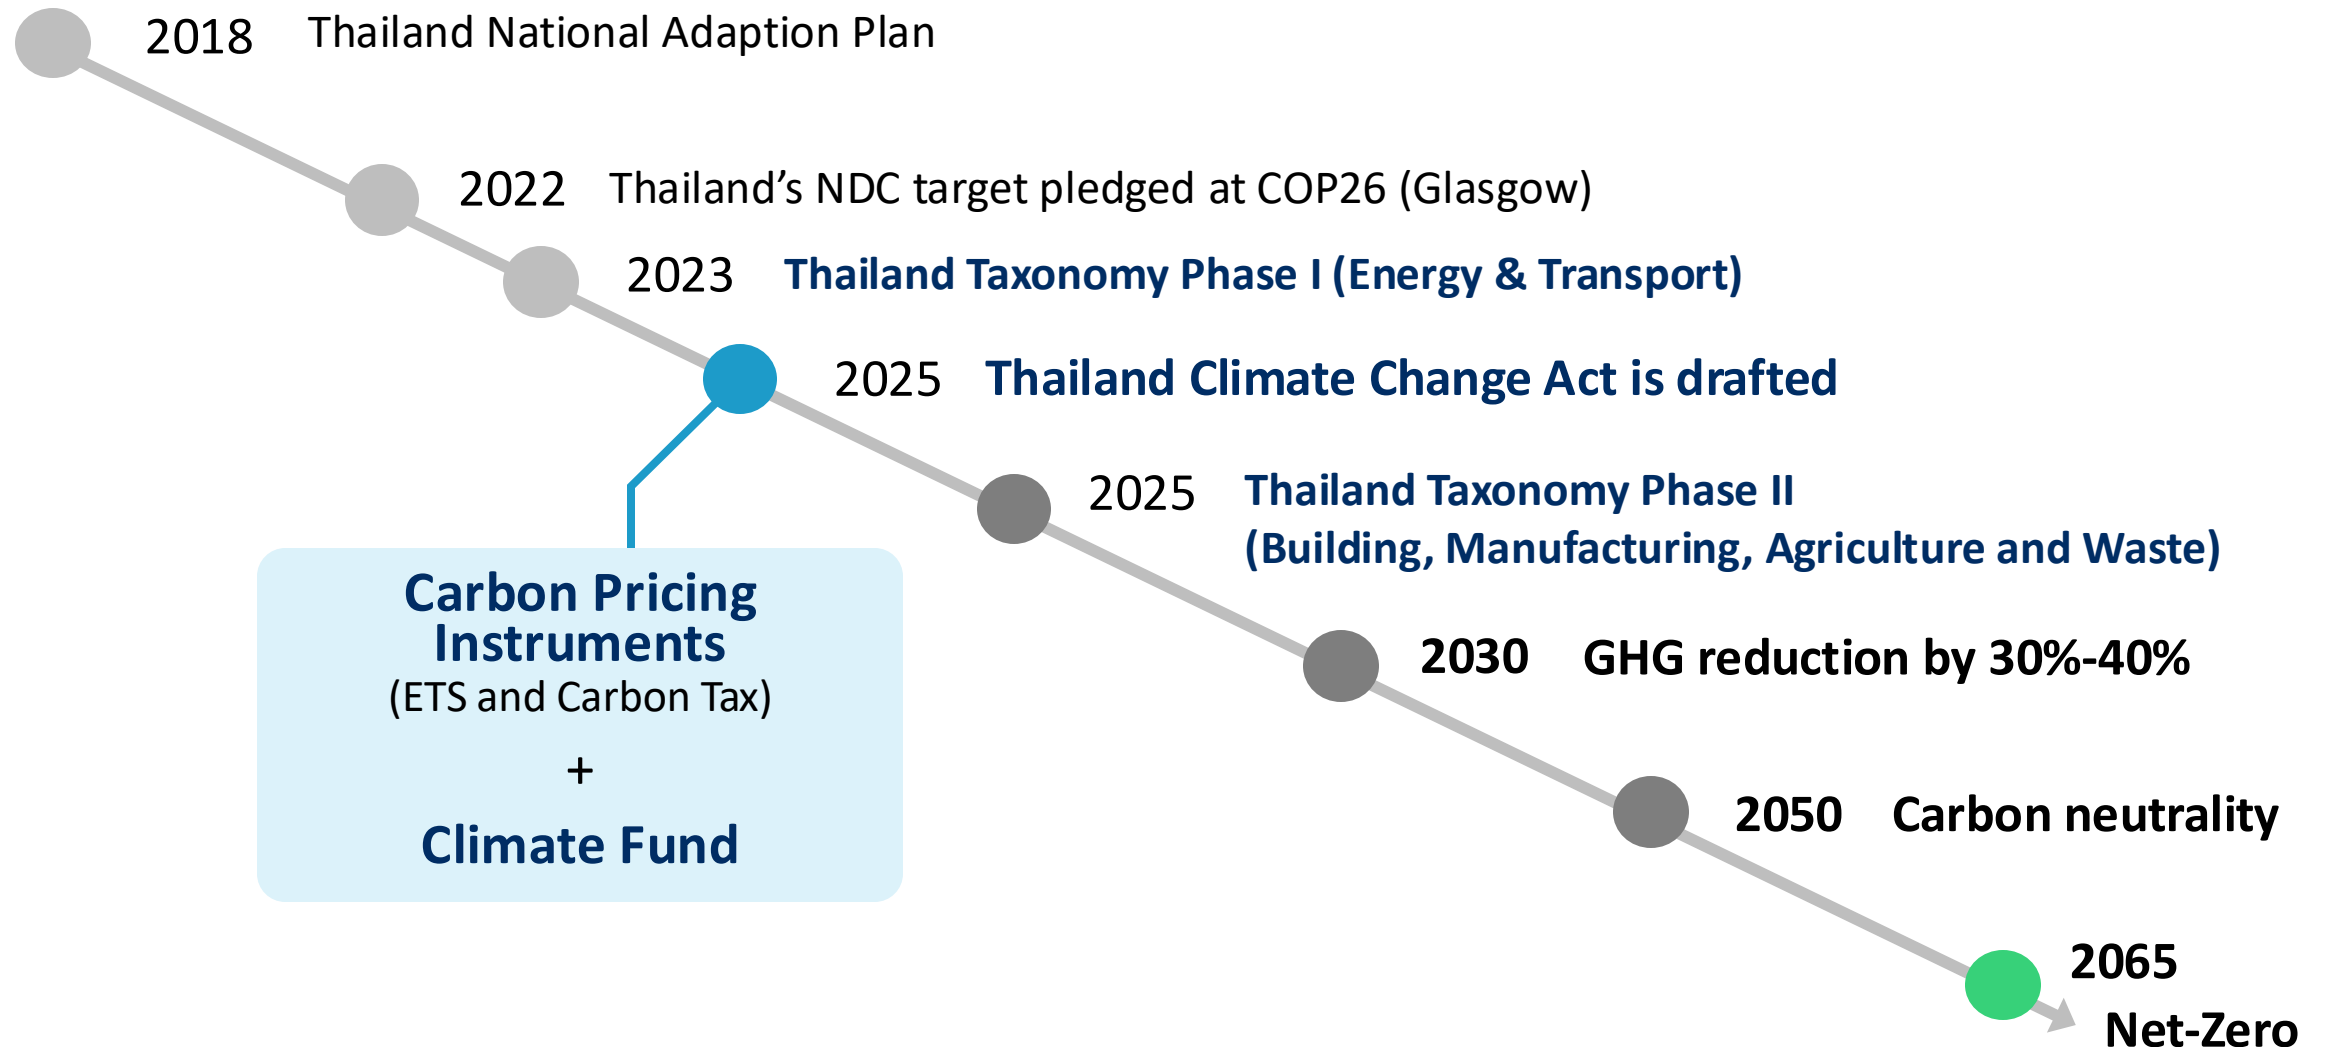 2018 Thailand National Adaption Plan
2022 Thailand’s NDC target pledged at COP26 (Glasgow)
2023 Thailand Taxonomy Phase I (Energy & Transport)
2025 Thailand Climate Change Act is drafted
2025 Thailand Taxonomy Phase II
(Building, Manufacturing, Agriculture and Waste)
Carbon Pricing
Instruments
(ETS and Carbon Tax)
+
Climate Fund
2030 GHG reduction by 30%-40%
2050 Carbon neutrality
2065
Net-Zero